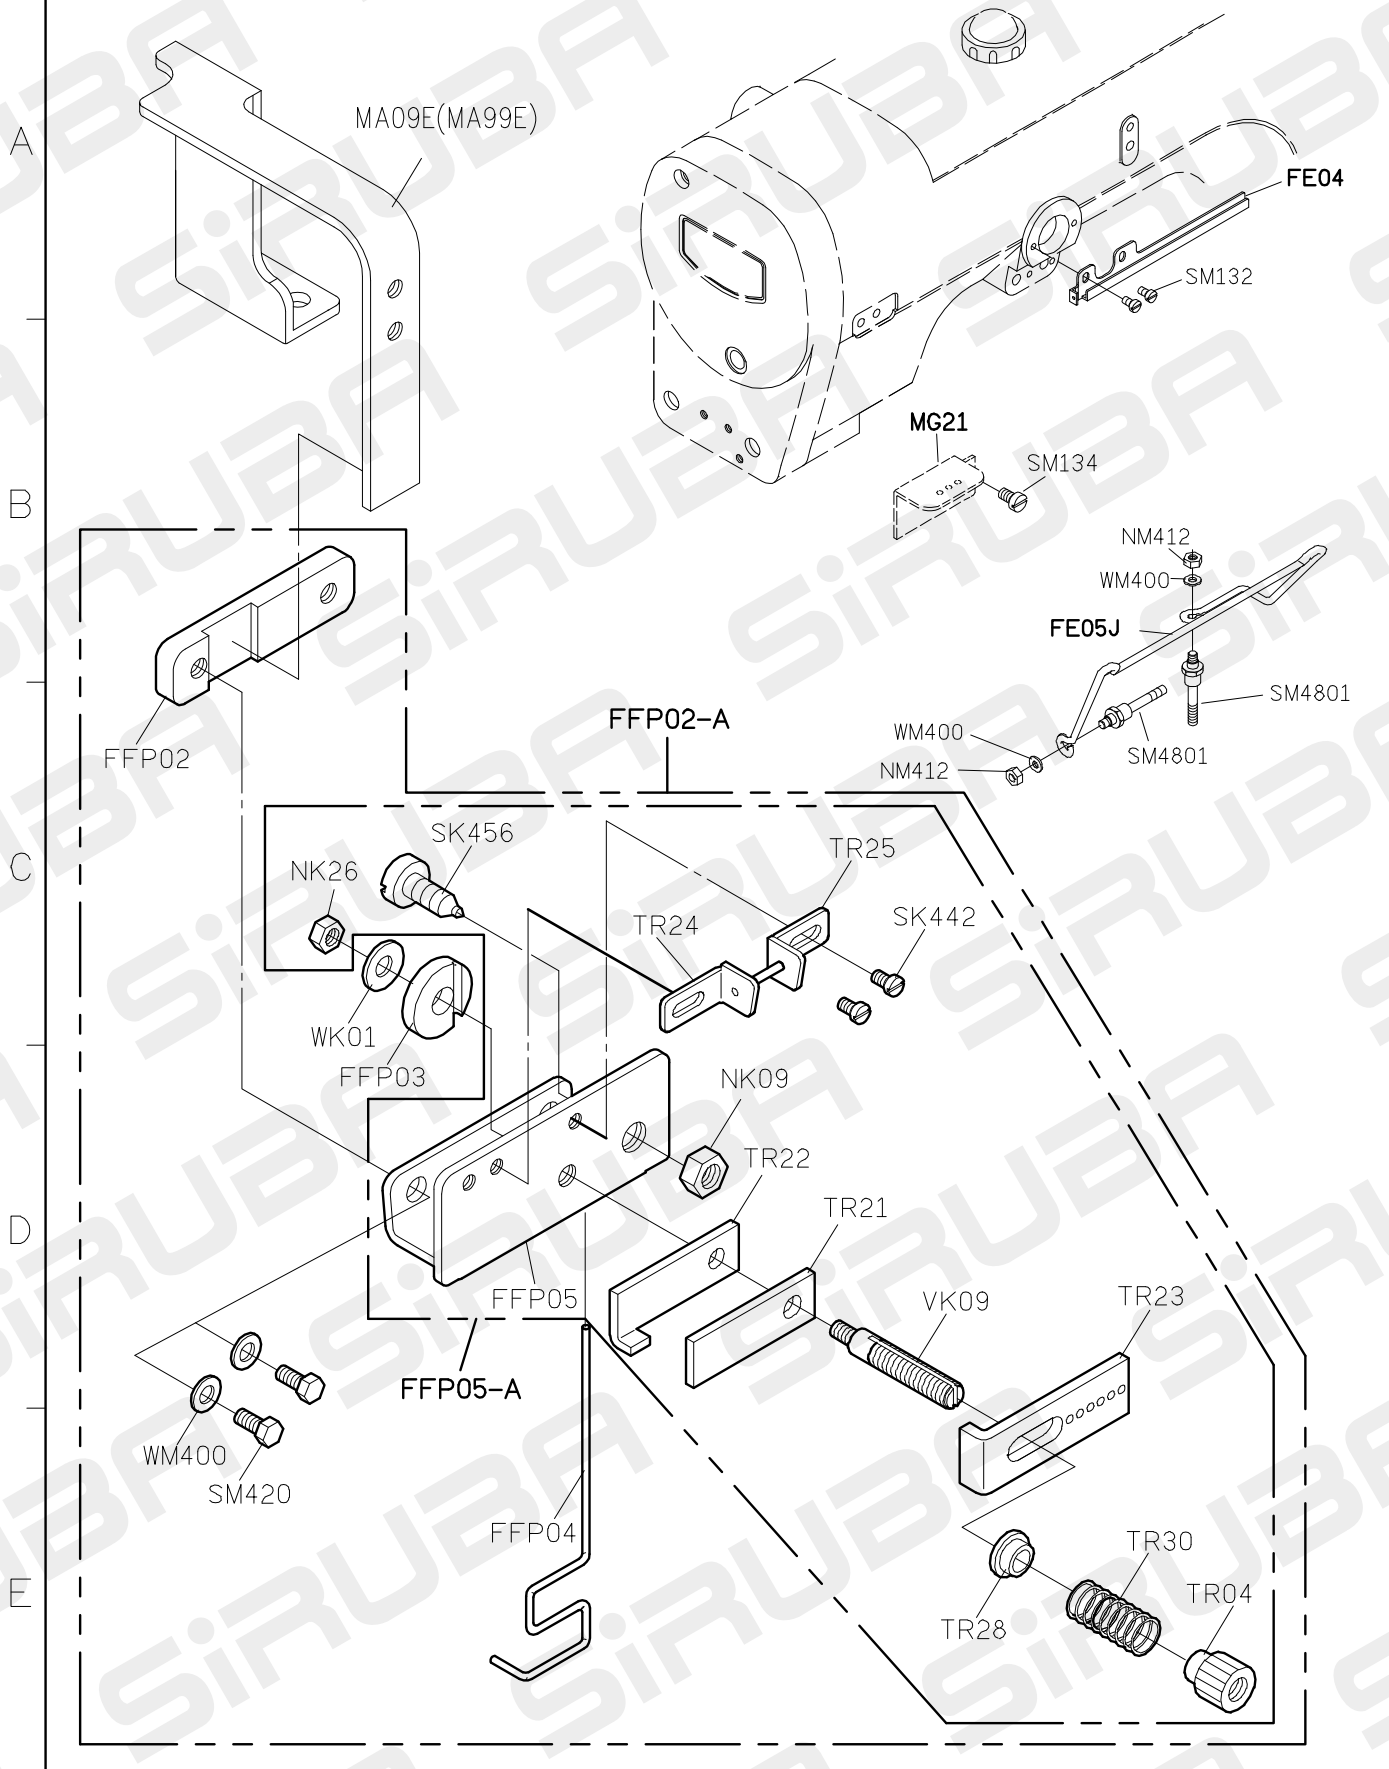 A
MA09E(MA99E)
FE04
SM132
MG21
SM134
B
NM412
WM400
FE05J
SM4801
FFP02-A
FFP02
WM400
SM4801
NM412
SK456
TR25
C
NK26
TR24
SK442
WK01
FFP03
NK09
TR22
TR21
D
FFP05
VK09
TR23
FFP05-A
WM400
SM420
FFP04
TR30
E
TR04
TR28
SiRUBA